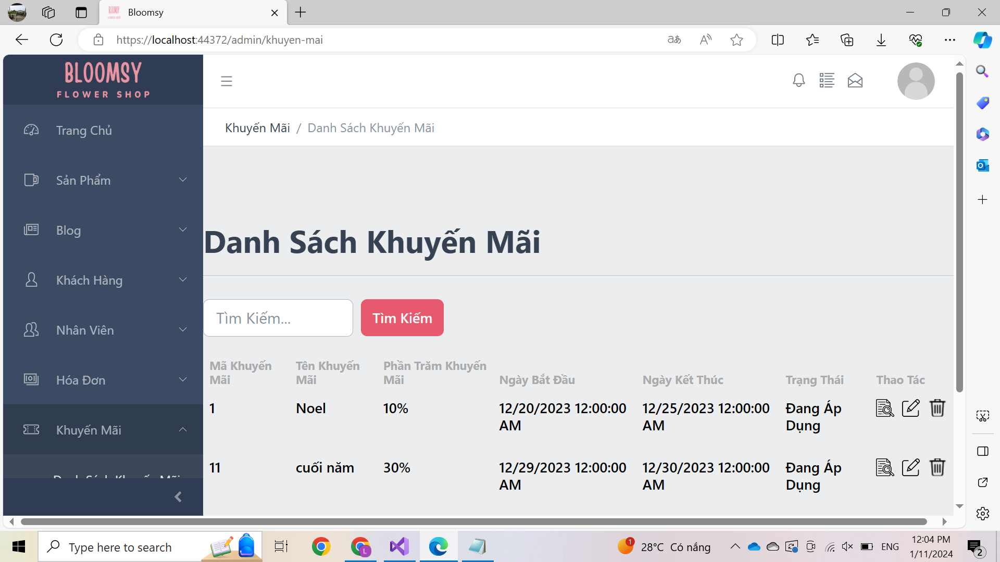 Bloomsy
https://localhost:44372/admin/khuyen-mai
BLOOMSY
FLOWER SHOP
Trang Chủ
Sản Phẩm
Blog
Khách Hàng
Nhân Viên
Hóa Đơn
Khuyến Mãi
Danh Sách Khuyến Mãi
Khuyến Mãi / Danh Sách Khuyến Mãi
Danh Sách Khuyến Mãi
Tìm Kiếm...
Tìm Kiếm
Mã Khuyến Mãi Tên Khuyến Mãi Phần Trăm Khuyến Mãi Ngày Bắt Đầu Ngày Kết Thúc Trạng Thái Thao Tác
1 Noel 10% 12/20/2023 12:00:00 AM 12/25/2023 12:00:00 AM Đang Áp Dụng
11 cuối năm 30% 12/29/2023 12:00:00 AM 12/30/2023 12:00:00 AM Đang Áp Dụng
Type here to search
L
1
28°C Có nắng
ENG
12:04 PM
1/11/2024
2